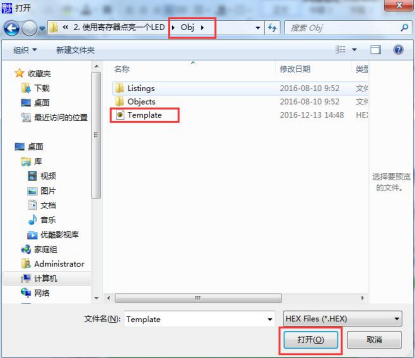 打开
« 2. 使用寄存器点亮一个LED ▸ Obj ▸
搜索 Obj
组织 新建文件夹
名称 修改日期 类型
收藏夹
下载
桌面
最近访问的位置
桌面
库
视频
图片
文档
音乐
优酷影视库
家庭组
Administrator
计算机
网络
Listings 2016-08-10 9:52 文件
Objects 2016-08-10 9:52 文件
Template 2016-12-13 14:48 HEX
选择要预览
的文件。
文件名(N): Template HEX Files (*.HEX)
打开(O) 取消